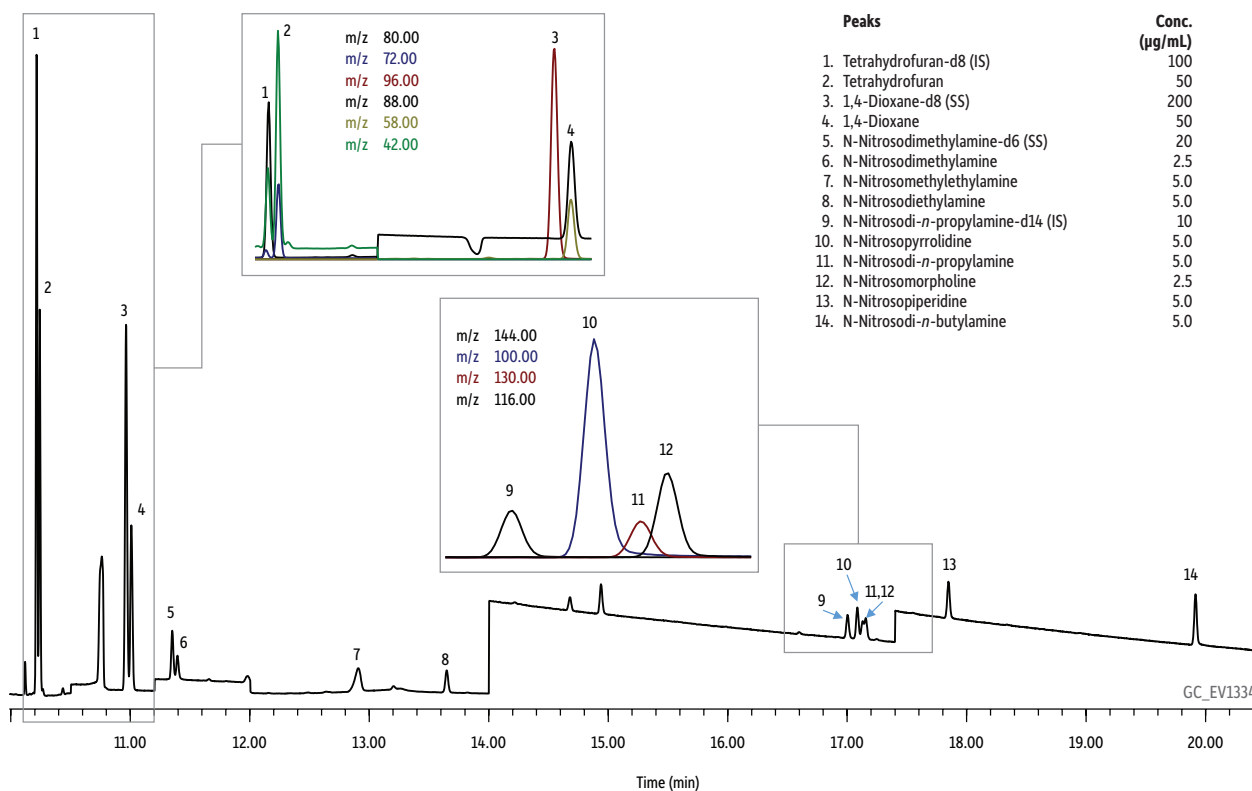 1
2
3
4
5
6
7
8
9
10
11,12
13
14
1
2
3
4
m/z 80.00
m/z 72.00
m/z 96.00
m/z 88.00
m/z 58.00
m/z 42.00
9
10
11
12
m/z 144.00
m/z 100.00
m/z 130.00
m/z 116.00
Peaks Conc.
(µg/mL)
1. Tetrahydrofuran-d8 (IS) 100
2. Tetrahydrofuran 50
3. 1,4-Dioxane-d8 (SS) 200
4. 1,4-Dioxane 50
5. N-Nitrosodimethylamine-d6 (SS) 20
6. N-Nitrosodimethylamine 2.5
7. N-Nitrosomethylethylamine 5.0
8. N-Nitrosodiethylamine 5.0
9. N-Nitrosodi-n-propylamine-d14 (IS) 10
10. N-Nitrosopyrrolidine 5.0
11. N-Nitrosodi-n-propylamine 5.0
12. N-Nitrosomorpholine 2.5
13. N-Nitrosopiperidine 5.0
14. N-Nitrosodi-n-butylamine 5.0
GC_EV1334
11.00 12.00 13.00 14.00 15.00 16.00 17.00 18.00 19.00 20.00
Time (min)